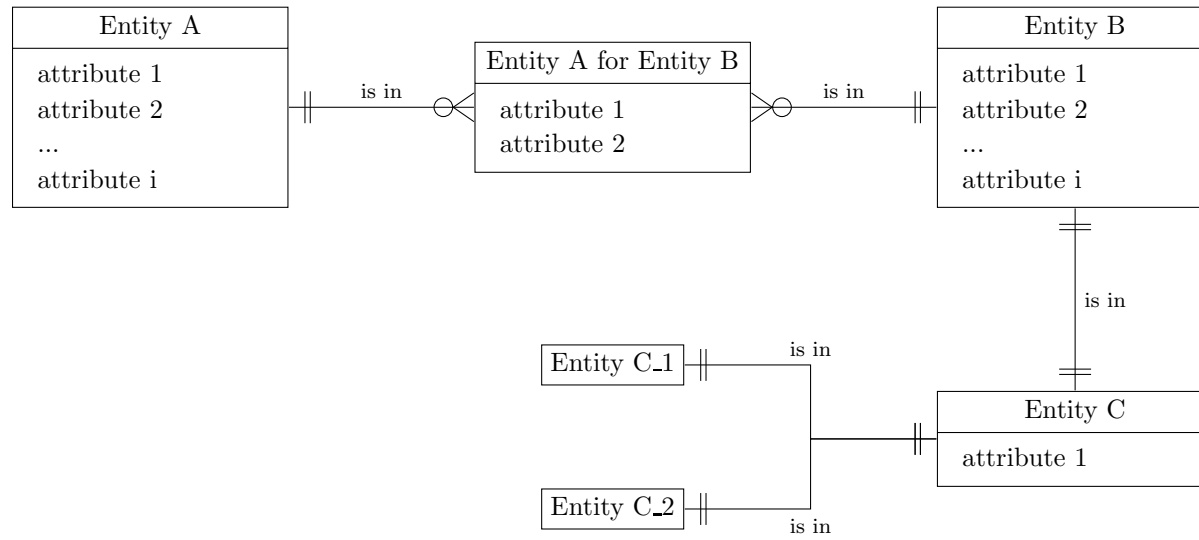 Entity A
attribute 1
attribute 2
...
attribute i
is in
Entity A for Entity B
attribute 1
attribute 2
is in
Entity B
attribute 1
attribute 2
...
attribute i
is in
Entity C_1
is in
Entity C
attribute 1
Entity C_2
is in